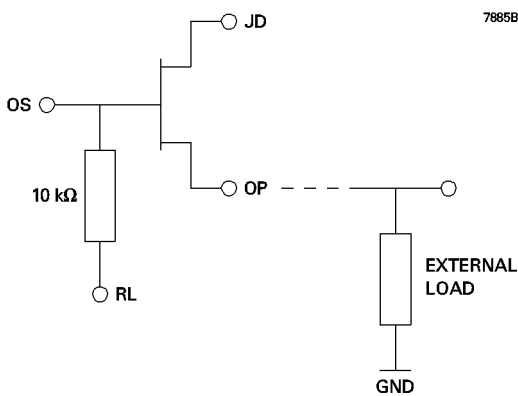 7885B
JD
OS
10 kΩ
OP
RL
EXTERNAL
LOAD
GND